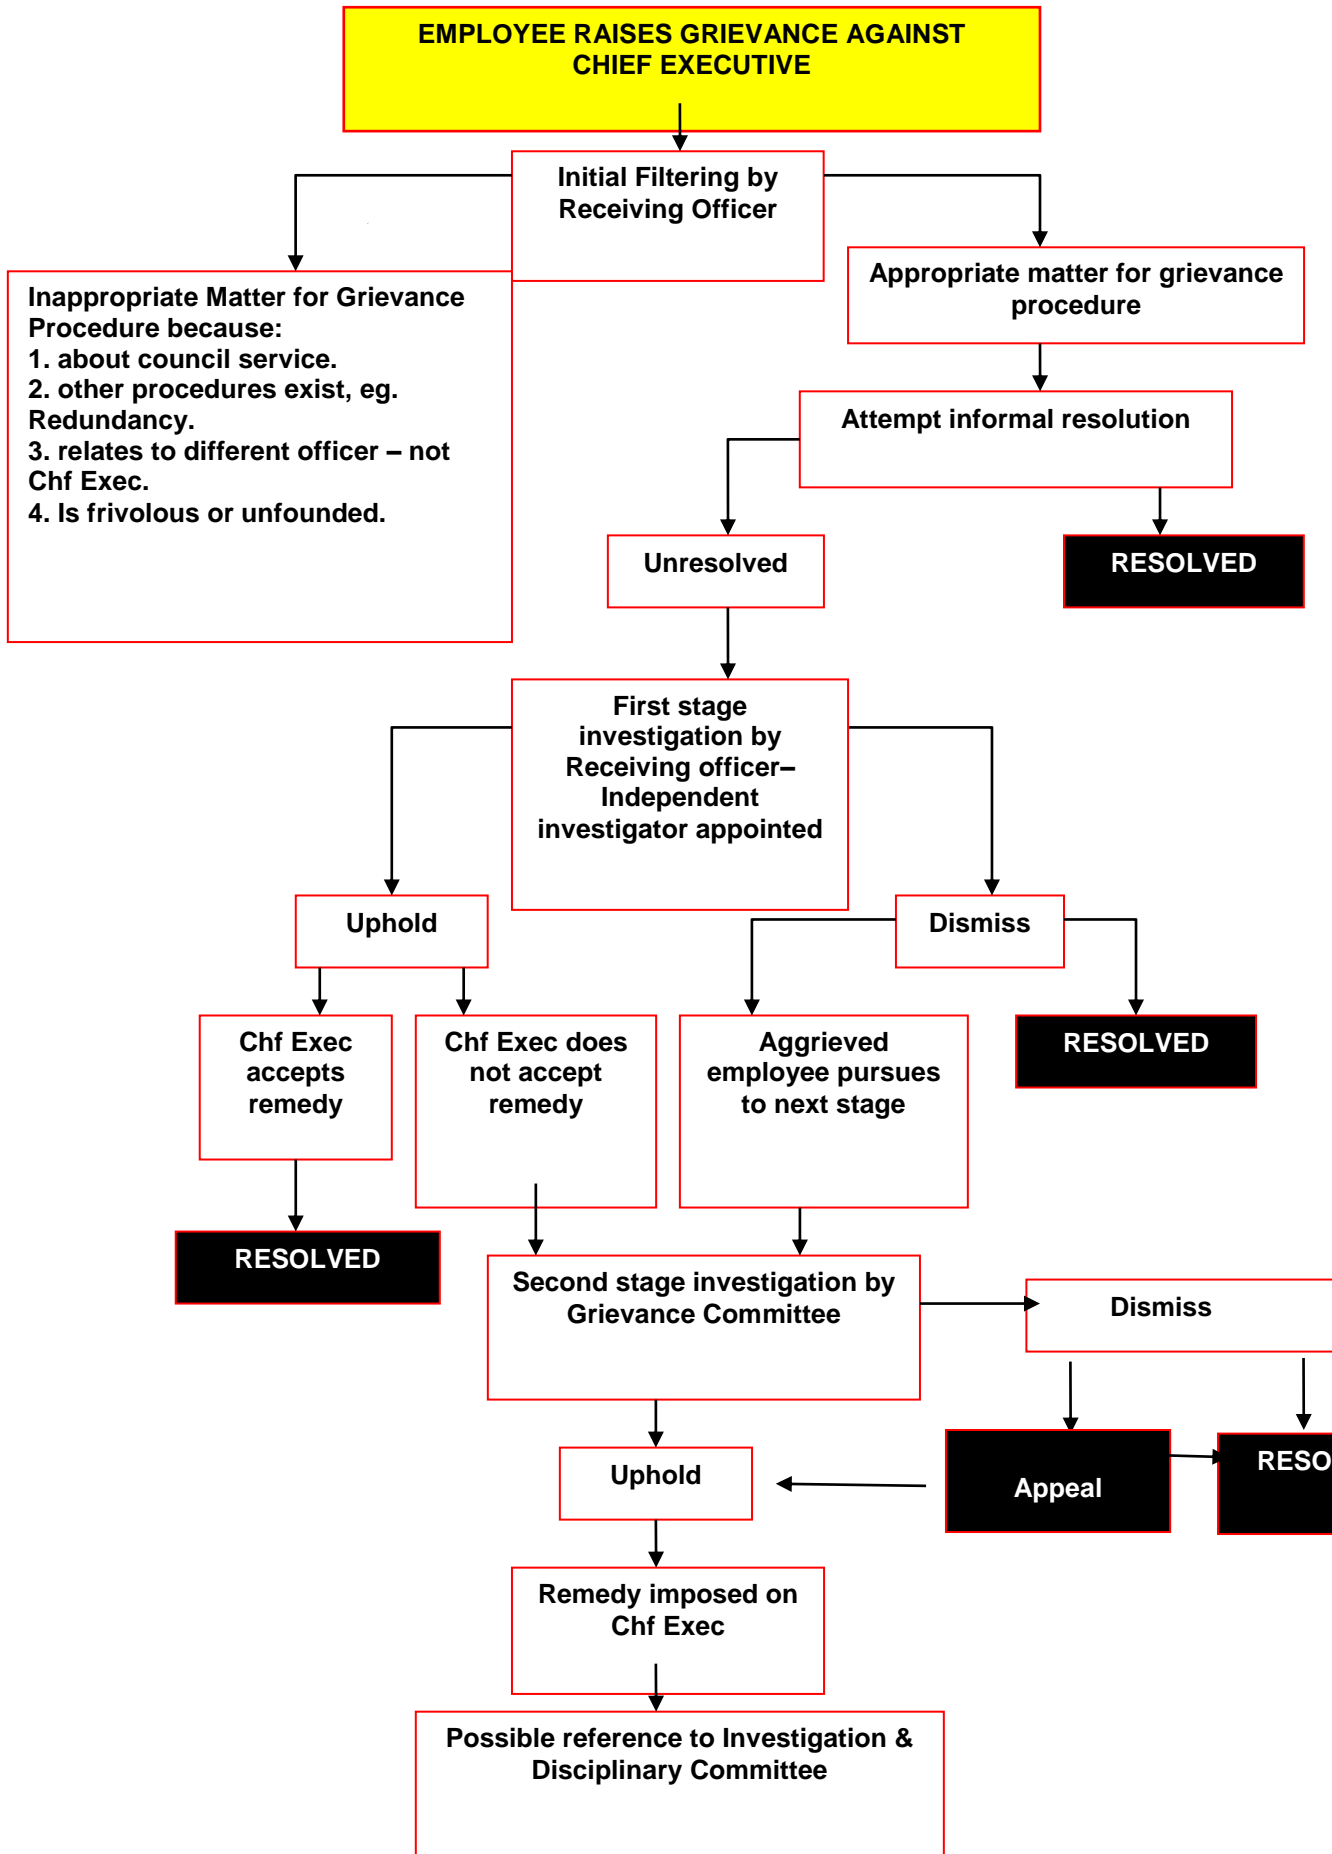 EMPLOYEE RAISES GRIEVANCE AGAINST
CHIEF EXECUTIVE
Initial Filtering by
Receiving Officer
Inappropriate Matter for Grievance
Procedure because:
1. about council service.
2. other procedures exist, eg.
Redundancy.
3. relates to different officer – not
Chf Exec.
4. Is frivolous or unfounded.
Appropriate matter for grievance
procedure
Attempt informal resolution
Unresolved
RESOLVED
First stage
investigation by
Receiving officer–
Independent
investigator appointed
Uphold
Dismiss
Chf Exec
accepts
remedy
Chf Exec does
not accept
remedy
Aggrieved
employee pursues
to next stage
RESOLVED
RESOLVED
Second stage investigation by
Grievance Committee
Dismiss
Uphold
Appeal
RESO
Remedy imposed on
Chf Exec
Possible reference to Investigation &
Disciplinary Committee